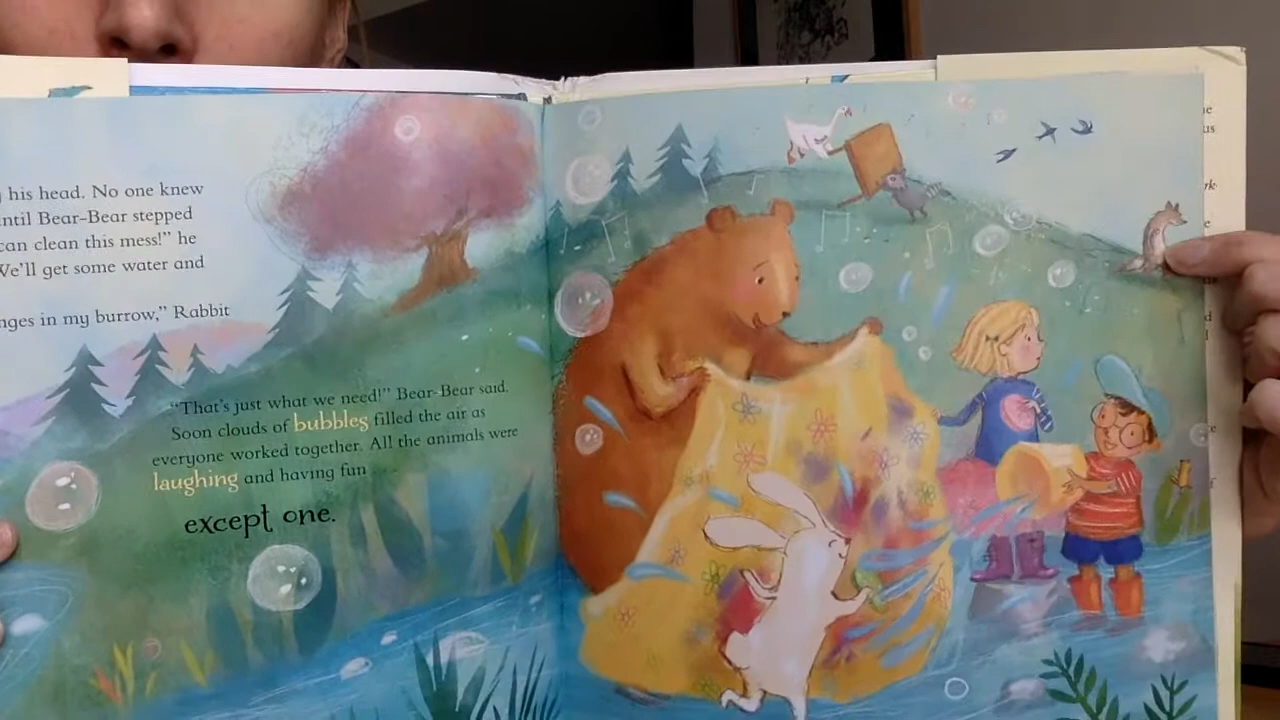 his head. No one knew
until Bear-Bear stepped
can clean this mess!" he
We'll get some water and
in my burrow," Rabbit
"That's just what we need!" Bear-Bear said.
Soon clouds of bubbles filled the air as
everyone worked together. All the animals were
laughing and having fun
except one.